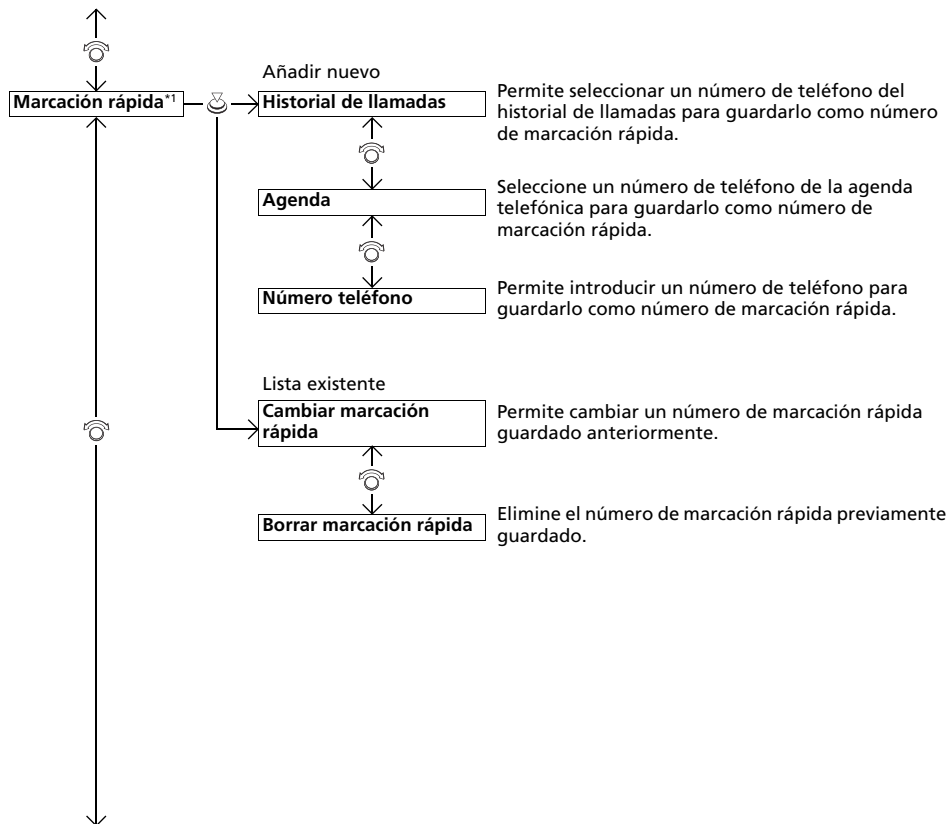 Añadir nuevo
Marcación rápida*1
Historial de llamadas
Permite seleccionar un número de teléfono del
historial de llamadas para guardarlo como número
de marcación rápida.
Agenda
Seleccione un número de teléfono de la agenda
telefónica para guardarlo como número de
marcación rápida.
Número teléfono
Permite introducir un número de teléfono para
guardarlo como número de marcación rápida.
Lista existente
Cambiar marcación
rápida
Permite cambiar un número de marcación rápida
guardado anteriormente.
Borrar marcación rápida
Elimine el número de marcación rápida previamente
guardado.